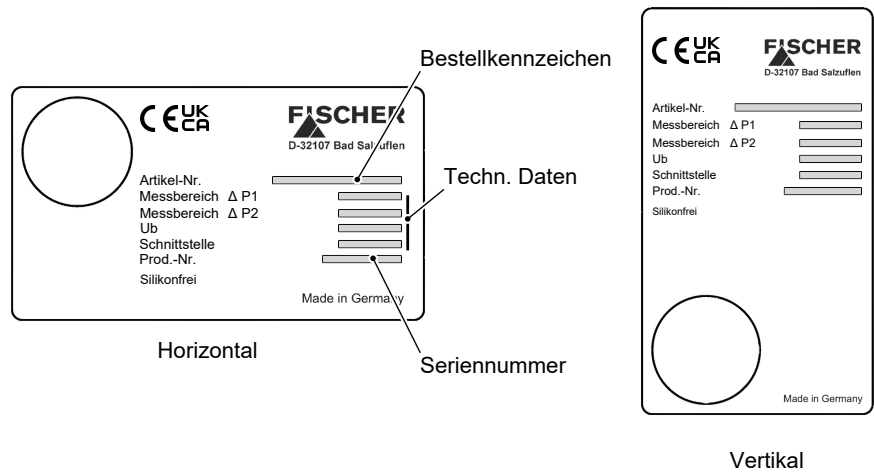 Bestellkennzeichen
CE UK CA
FISCHER
D-32107 Bad Salzuflen
Techn. Daten
Artikel-Nr.
Messbereich Δ P1
Messbereich Δ P2
Ub
Schnittstelle
Prod.-Nr.
Silikonfrei
Made in Germany
Horizontal
Seriennummer
CE UK CA
FISCHER
D-32107 Bad Salzuflen
Artikel-Nr.
Messbereich Δ P1
Messbereich Δ P2
Ub
Schnittstelle
Prod.-Nr.
Silikonfrei
Made in Germany
Vertikal